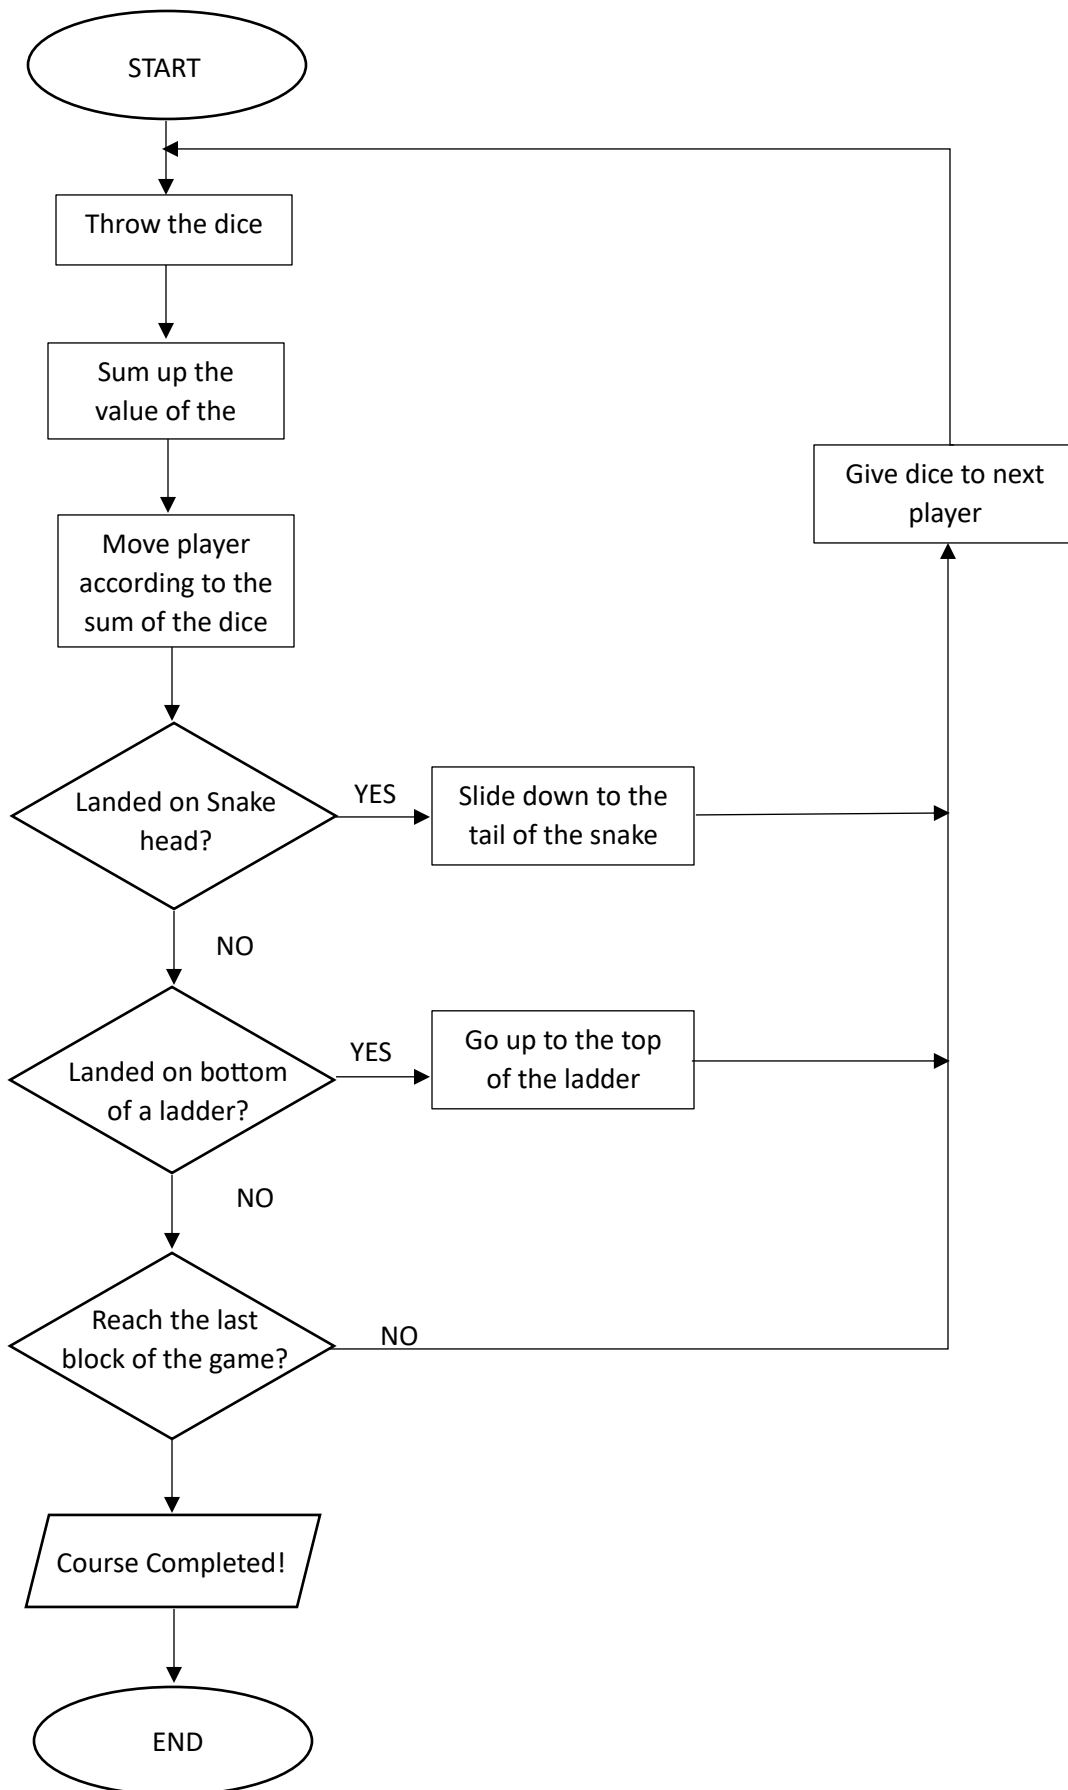 START
Throw the dice
Sum up the
value of the
Give dice to next
player
Move player
according to the
sum of the dice
Landed on Snake
head?
YES
Slide down to the
tail of the snake
NO
Landed on bottom
of a ladder?
YES
Go up to the top
of the ladder
NO
Reach the last
block of the game?
NO
Course Completed!
END